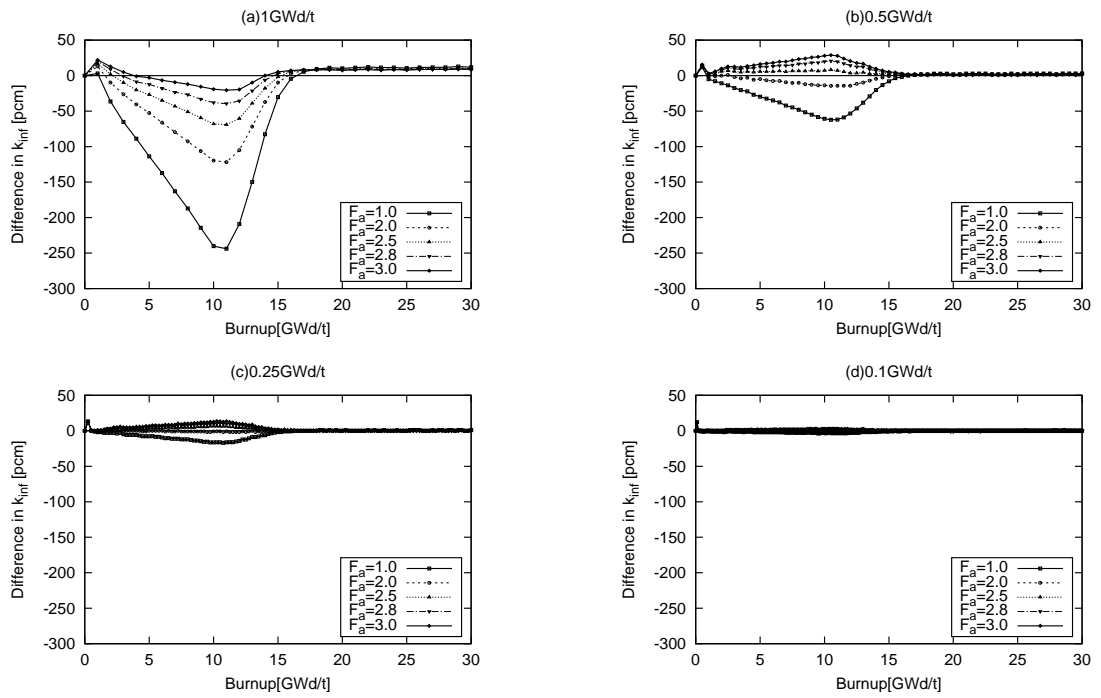 (a)1GWd/t
50
0
-50
-100
-150
-200
-250
-300
Difference in k_inf [pcm]
F_a=1.0
F_a=2.0
F_a=2.5
F_a=2.8
F_a=3.0
0 5 10 15 20 25 30
Burnup[GWd/t]
(b)0.5GWd/t
50
0
-50
-100
-150
-200
-250
-300
Difference in k_inf [pcm]
F_a=1.0
F_a=2.0
F_a=2.5
F_a=2.8
F_a=3.0
0 5 10 15 20 25 30
Burnup[GWd/t]
(c)0.25GWd/t
50
0
-50
-100
-150
-200
-250
-300
Difference in k_inf [pcm]
F_a=1.0
F_a=2.0
F_a=2.5
F_a=2.8
F_a=3.0
0 5 10 15 20 25 30
Burnup[GWd/t]
(d)0.1GWd/t
50
0
-50
-100
-150
-200
-250
-300
Difference in k_inf [pcm]
F_a=1.0
F_a=2.0
F_a=2.5
F_a=2.8
F_a=3.0
0 5 10 15 20 25 30
Burnup[GWd/t]